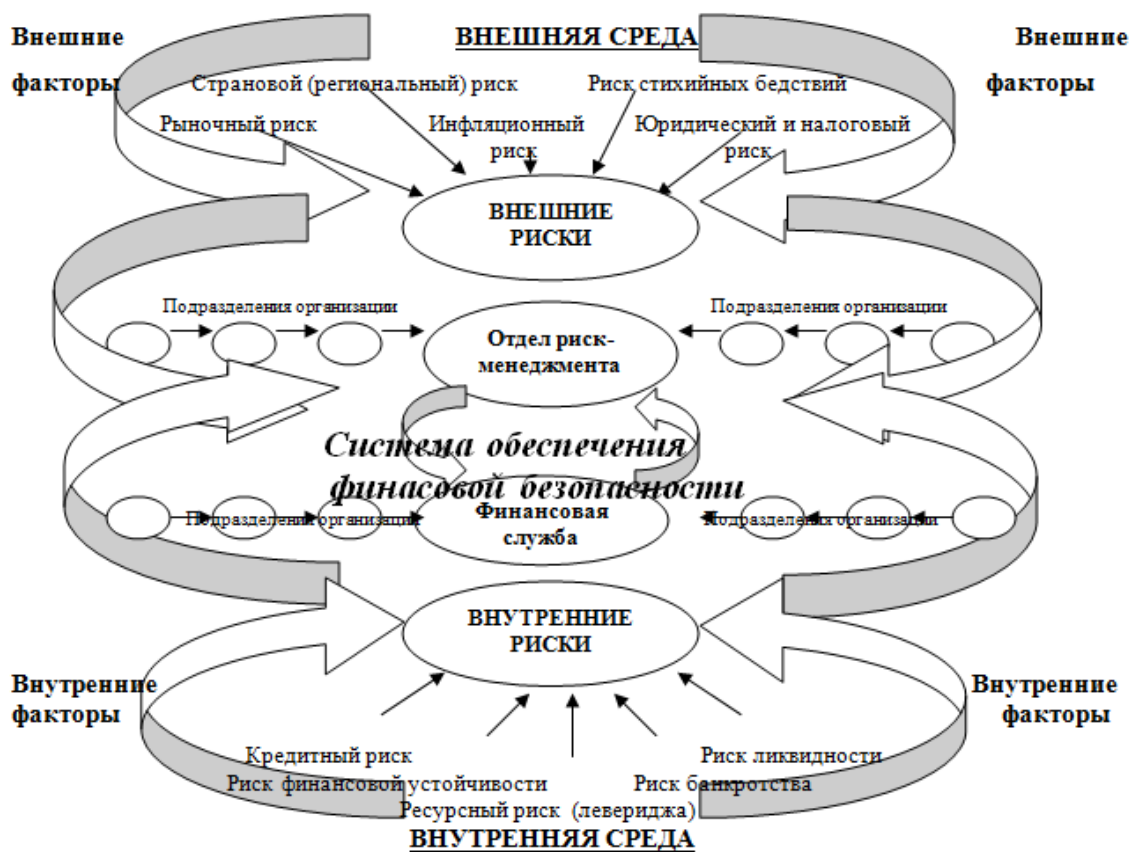 Внешние
ВНЕШНЯЯ СРЕДА
Внешние
факторы
факторы
Страновой (региональный) риск
Риск стихийных бедствий
Рыночный риск
Инфляционный
риск
Юридический и налоговый
риск
ВНЕШНИЕ
РИСКИ
Подразделения организации
Подразделения организации
Отдел риск-
менеджмента
Система обеспечения
финасовой безопасности
Подразделения организации
Подразделения организации
Финансовая
служба
ВНУТРЕННИЕ
РИСКИ
Внутренние
факторы
Внутренние
факторы
Кредитный риск
Риск ликвидности
Риск финансовой устойчивости
Риск банкротства
Ресурсный риск (левериджа)
ВНУТРЕННЯЯ СРЕДА